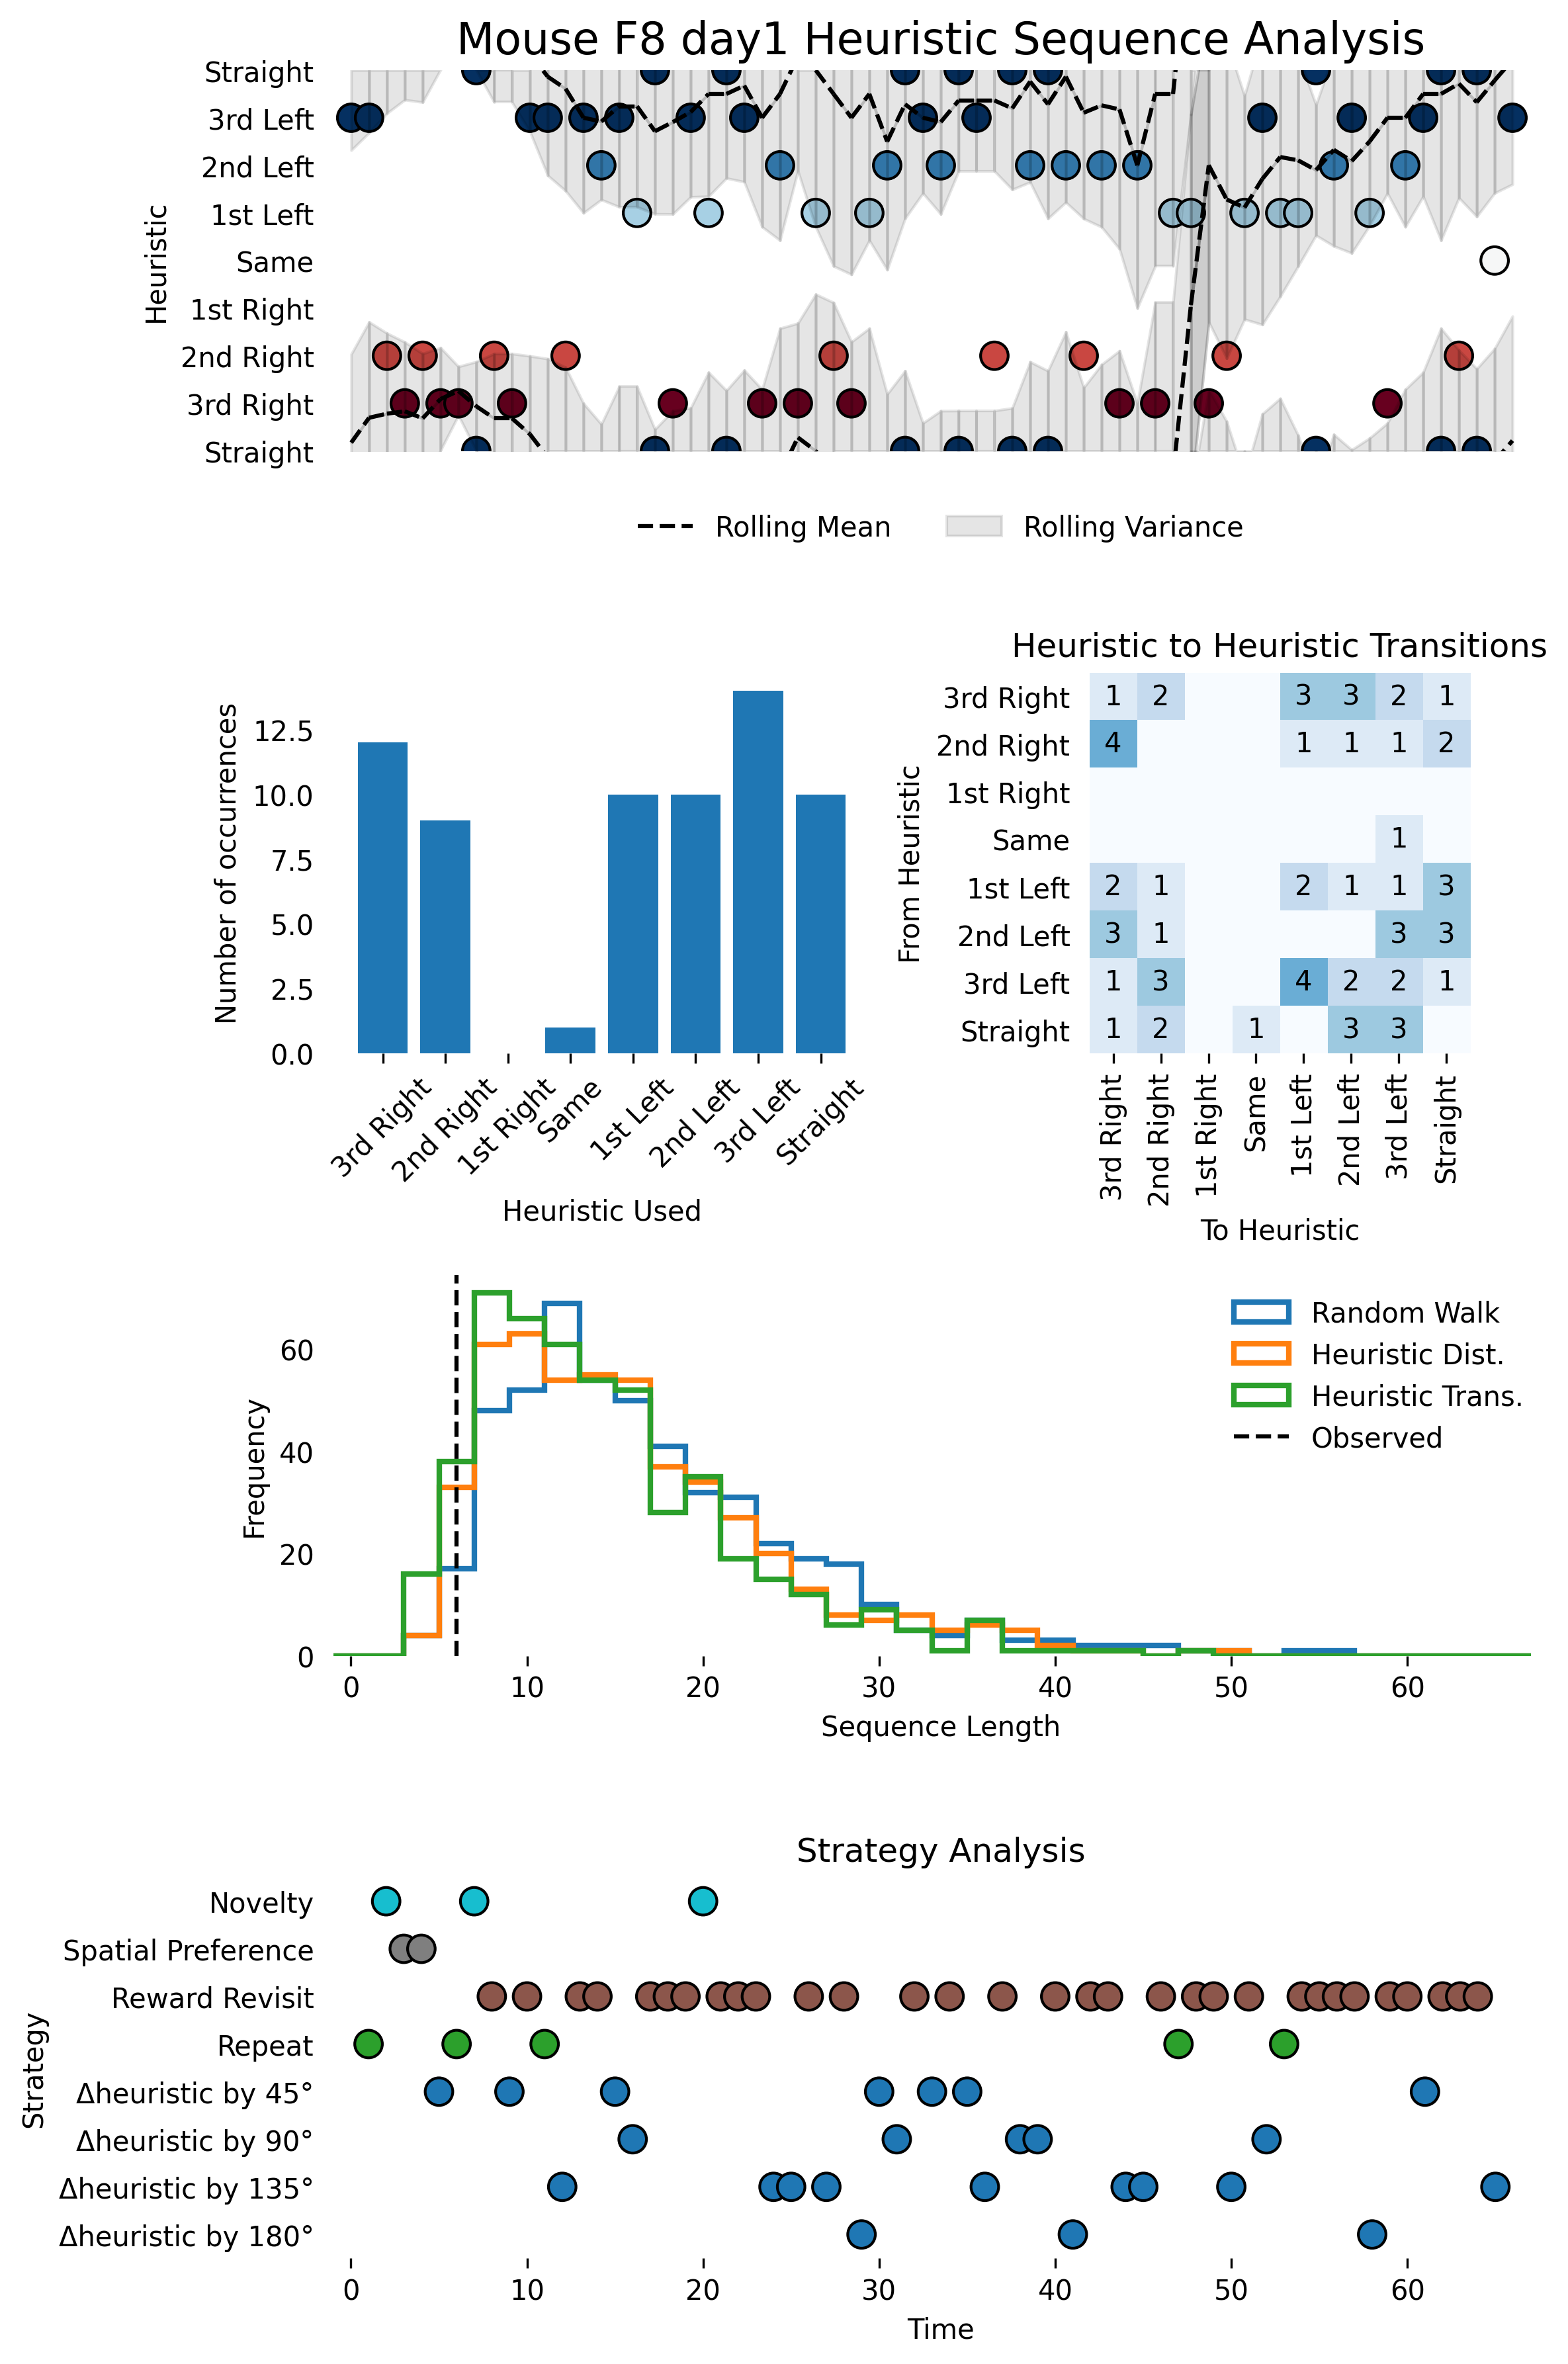 Mouse F8 day1 Heuristic Sequence Analysis
Heuristic
Straight
3rd Left
2nd Left
1st Left
Same
1st Right
2nd Right
3rd Right
Straight
Rolling Mean
Rolling Variance
Number of occurrences
12.5
10.0
7.5
5.0
2.5
0.0
3rd Right
2nd Right
1st Right
Same
1st Left
2nd Left
3rd Left
Straight
Heuristic Used
Heuristic to Heuristic Transitions
From Heuristic
3rd Right 1 2 3 3 2 1
2nd Right 4 1 1 1 2
1st Right
Same 1
1st Left 2 1 2 1 1 3
2nd Left 3 1 3 3
3rd Left 1 3 4 2 2 1
Straight 1 2 1 3 3
3rd Right
2nd Right
1st Right
Same
1st Left
2nd Left
3rd Left
Straight
To Heuristic
Frequency
60
40
20
0
0 10 20 30 40 50 60
Sequence Length
Random Walk
Heuristic Dist.
Heuristic Trans.
Observed
Strategy Analysis
Strategy
Novelty
Spatial Preference
Reward Revisit
Repeat
Δheuristic by 45°
Δheuristic by 90°
Δheuristic by 135°
Δheuristic by 180°
0 10 20 30 40 50 60
Time